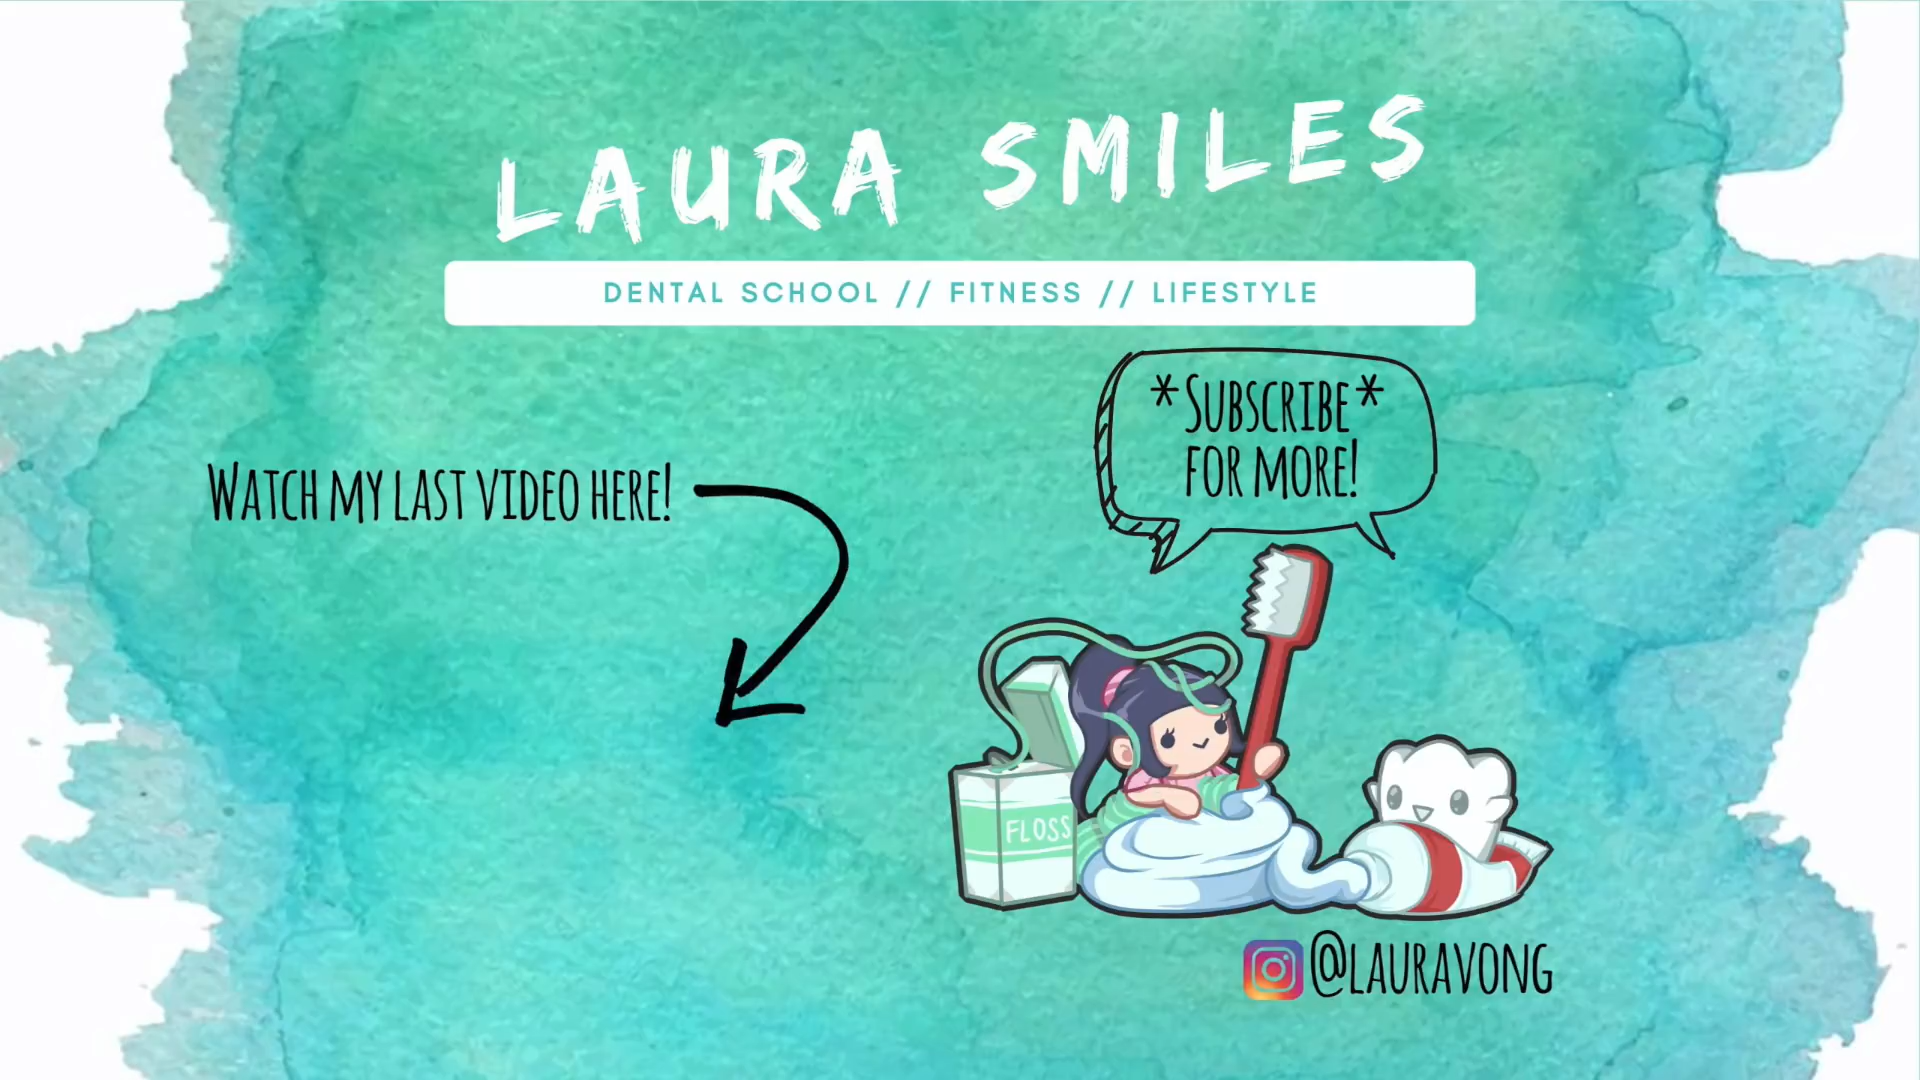 LAURA SMILES
DENTAL SCHOOL // FITNESS // LIFESTYLE
*SUBSCRIBE*
FOR MORE!
WATCH MY LAST VIDEO HERE!
FLOSS
@LAURAVONG